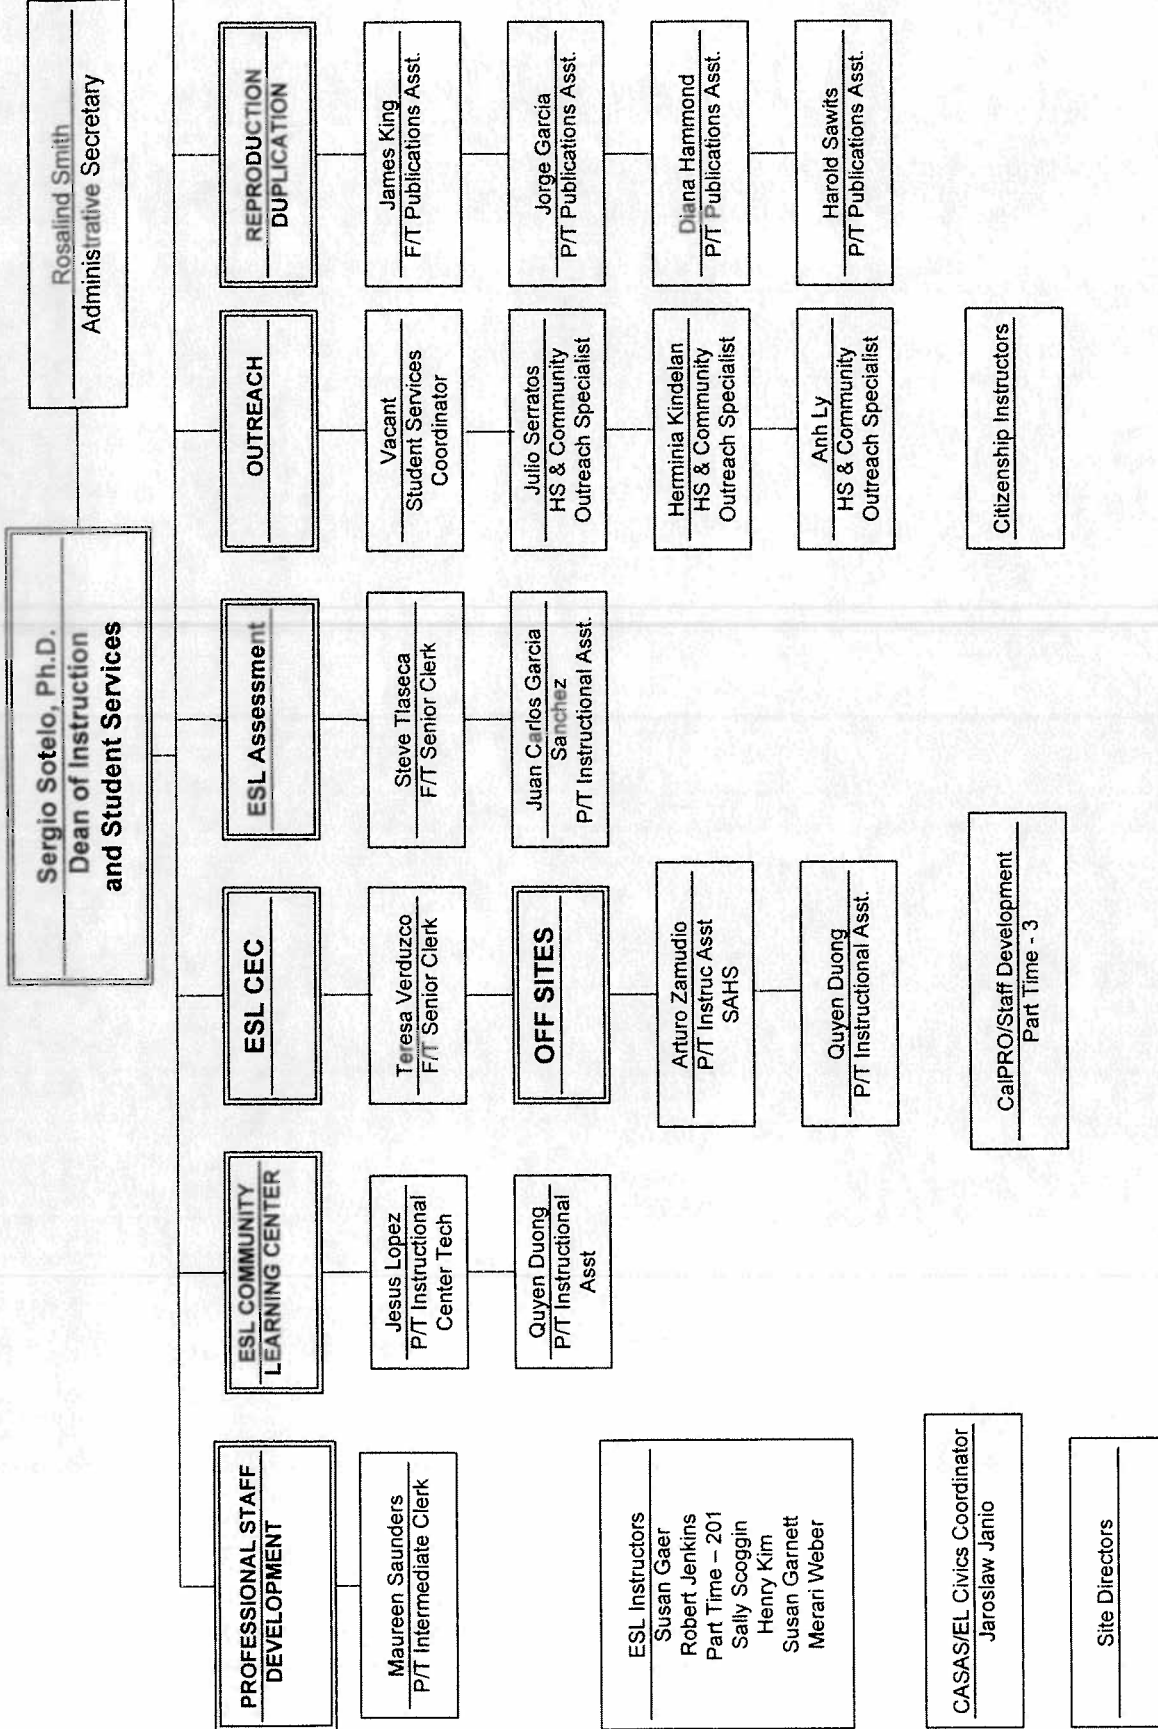 Sergio Sotelo, Ph.D.
Dean of Instruction
and Student Services
Rosalind Smith
Administrative Secretary
PROFESSIONAL STAFF
DEVELOPMENT
Maureen Saunders
P/T Intermediate Clerk
ESL COMMUNITY
LEARNING CENTER
Jesus Lopez
P/T Instructional
Center Tech
Quyen Duong
P/T Instructional
Asst
ESL CEC
Teresa Verduzco
F/T Senior Clerk
OFF SITES
Arturo Zamudio
P/T Instruc Asst
SAHS
Quyen Duong
P/T Instructional Asst.
ESL Assessment
Steve Tlaseca
F/T Senior Clerk
Juan Carlos Garcia
Sanchez
P/T Instructional Asst.
OUTREACH
Vacant
Student Services
Coordinator
Julio Serratos
HS & Community
Outreach Specialist
Herminia Kindelan
HS & Community
Outreach Specialist
Anh Ly
HS & Community
Outreach Specialist
REPRODUCTION
DUPLICATION
James King
F/T Publications Asst.
Jorge Garcia
P/T Publications Asst.
Diana Hammond
P/T Publications Asst.
Harold Sawits
P/T Publications Asst.
ESL Instructors
Susan Gaer
Robert Jenkins
Part Time – 201
Sally Scoggin
Henry Kim
Susan Garnett
Merari Weber
CASAS/EL Civics Coordinator
Jaroslaw Janio
CalPRO/Staff Development
Part Time - 3
Citizenship Instructors
Site Directors